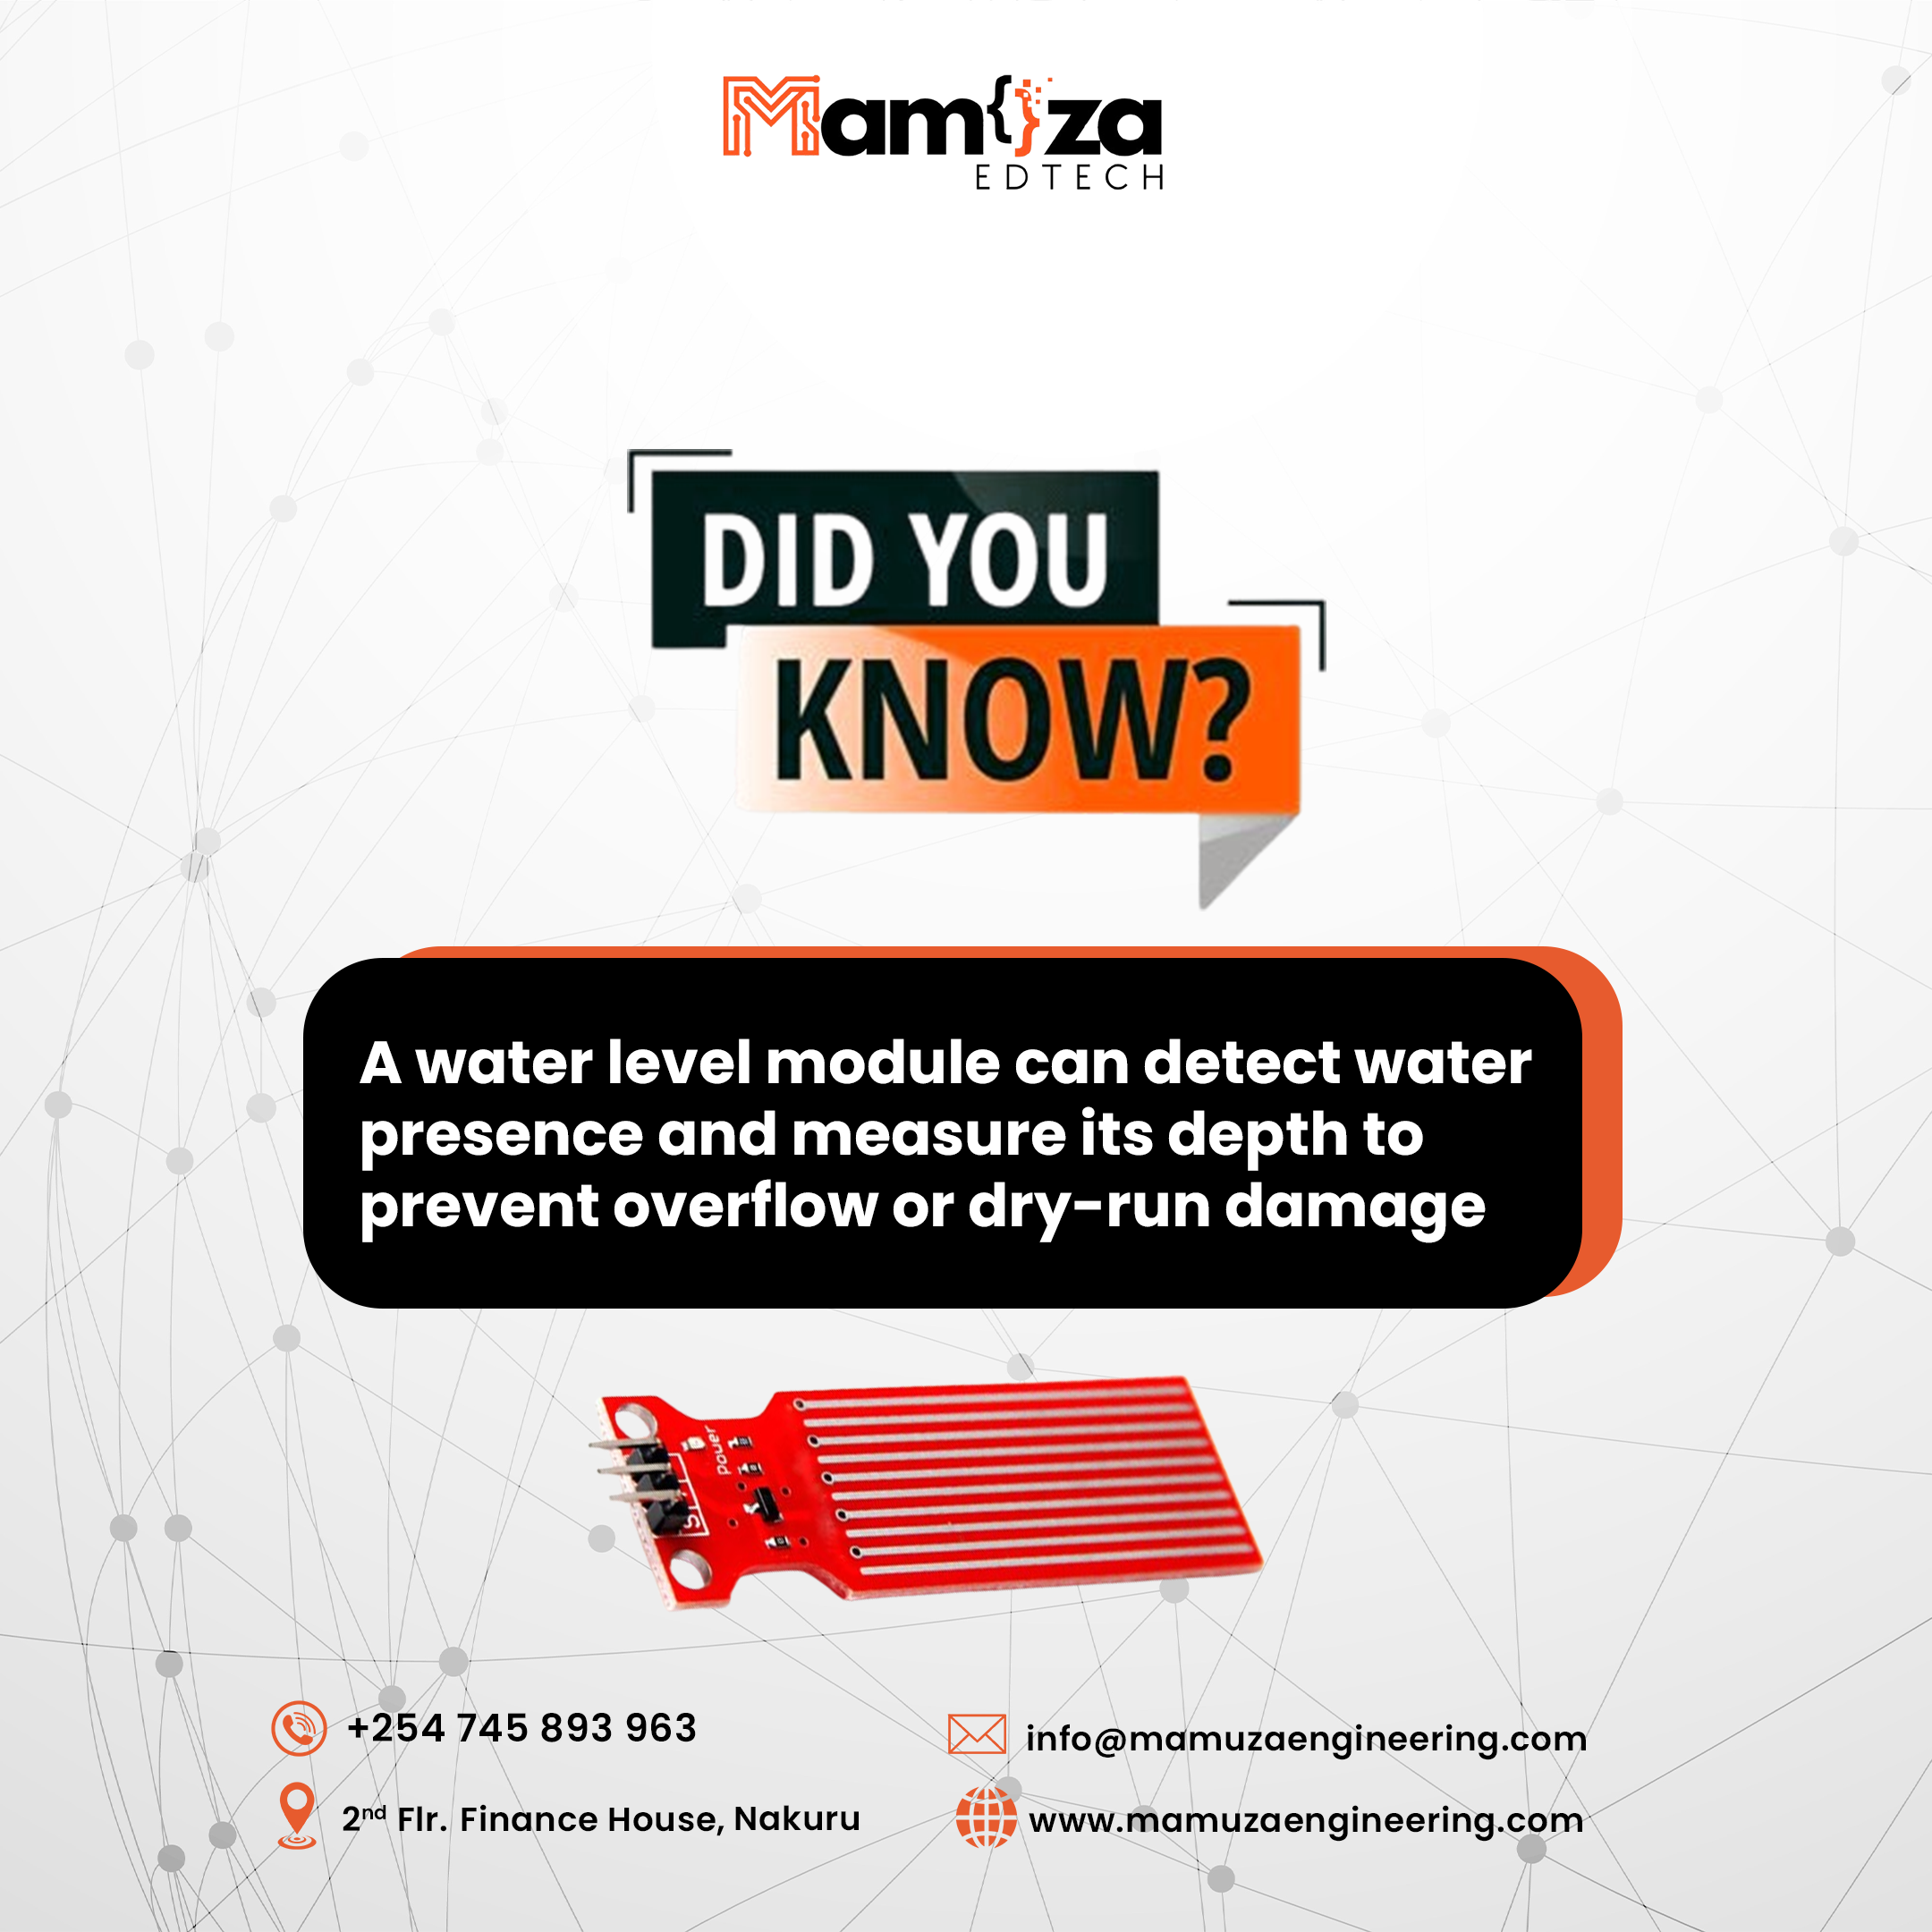 Mam{}za
EDTECH
DID YOU
KNOW?
A water level module can detect water
presence and measure its depth to
prevent overflow or dry-run damage
power
S
+254 745 893 963
info@mamuzaengineering.com
2nd Flr. Finance House, Nakuru
www.mamuzaengineering.com